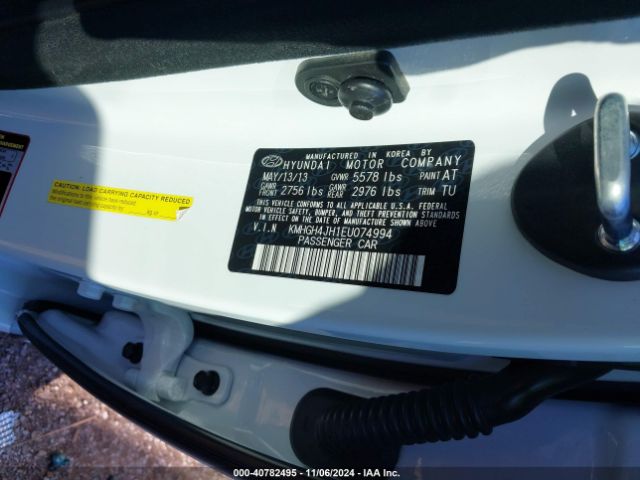 MANUFACTURED IN KOREA BY
HYUNDAI MOTOR COMPANY
MAY/13/13 GVWR 5578 lbs PAINT AT
GAWR FRONT 2756 lbs GAWR REAR 2976 lbs TRIM TU
THIS VEHICLE CONFORMS TO ALL APPLICABLE U.S.A. FEDERAL
MOTOR VEHICLE SAFETY, BUMPER, AND THEFT PREVENTION
STANDARDS IN EFFECT ON THE DATE OF MANUFACTURE SHOWN ABOVE
V.I.N KMHGH4JH1EU074994
PASSENGER CAR
CAUTION: LOAD CARRYING CAPACITY REDUCED
IAA STOCK#: 40782495 - 11/06/2024 - IAA Inc.